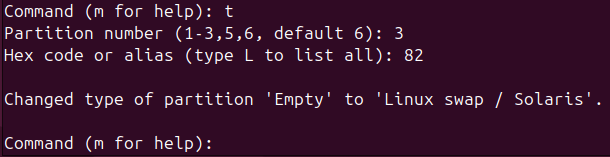 Command (m for help): t
Partition number (1-3,5,6, default 6): 3
Hex code or alias (type L to list all): 82
Changed type of partition 'Empty' to 'Linux swap / Solaris'.
Command (m for help):